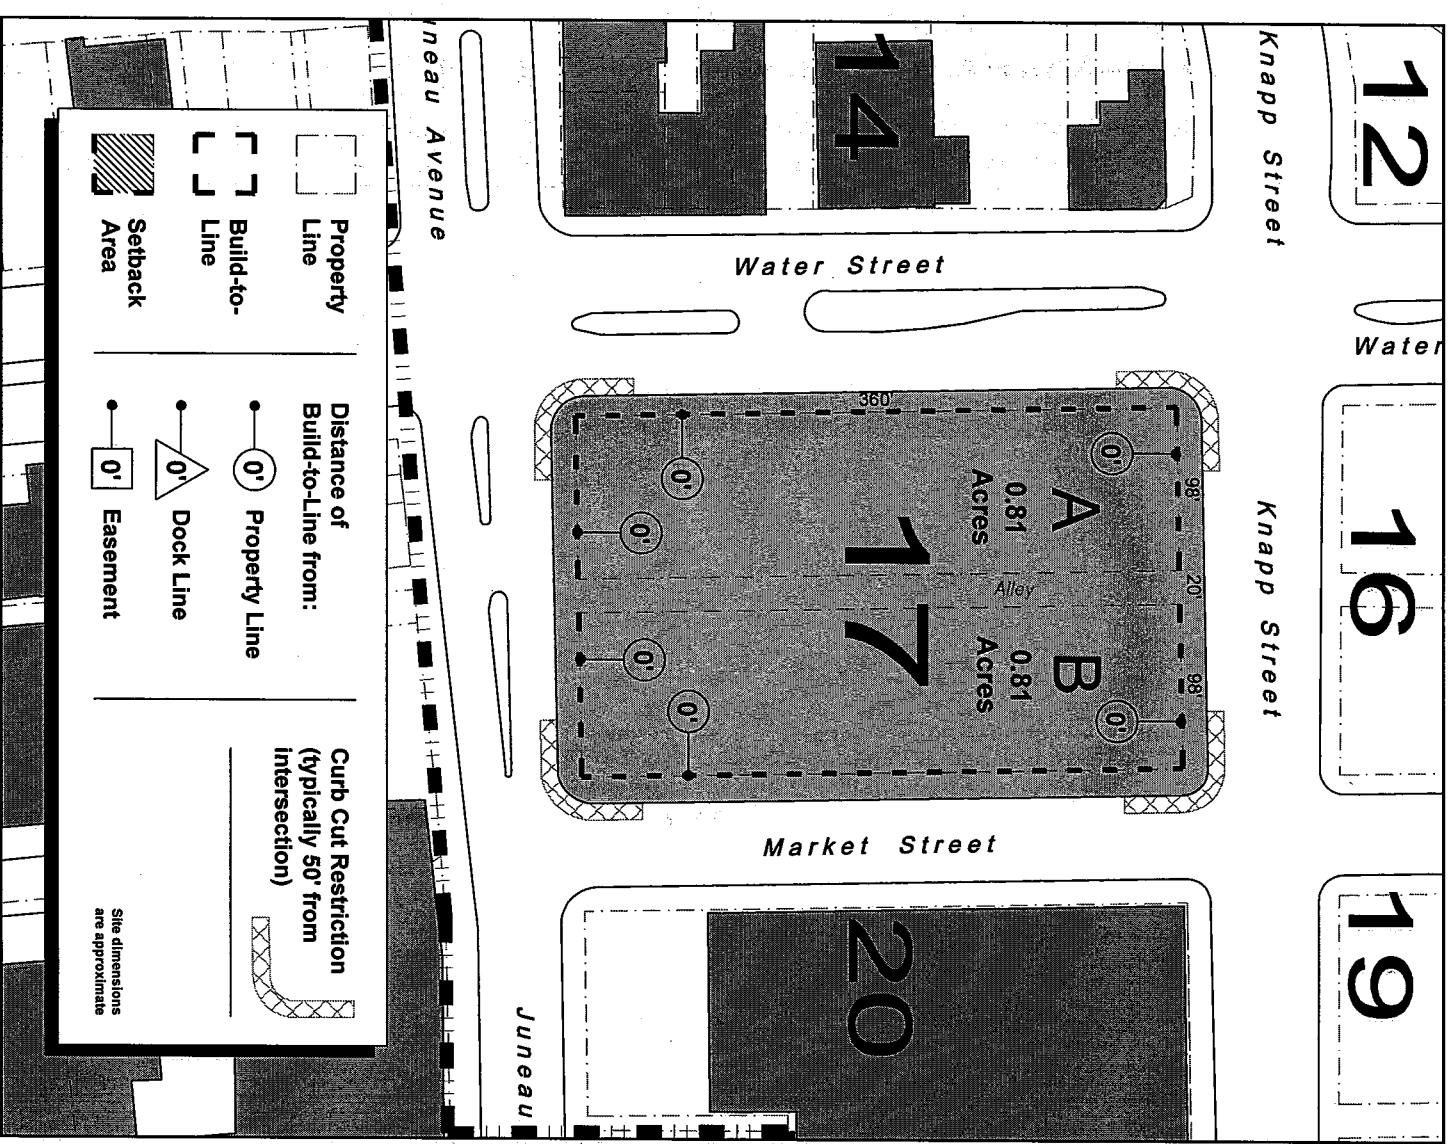 12
16
19
Knapp Street
Knapp Street
14
Water Street
Water
98'
20'
98'
0'
0'
A
B
0.81
Acres
0.81
Acres
Alley
360'
17
0'
0'
0'
0'
Market Street
20
Avenue
Juneau
Property
Line
Build-to-
Line
Setback
Area
Distance of
Build-to-Line from:
0' Property Line
0' Dock Line
0' Easement
Curb Cut Restriction
(typically 50' from
intersection)
Site dimensions
are approximate